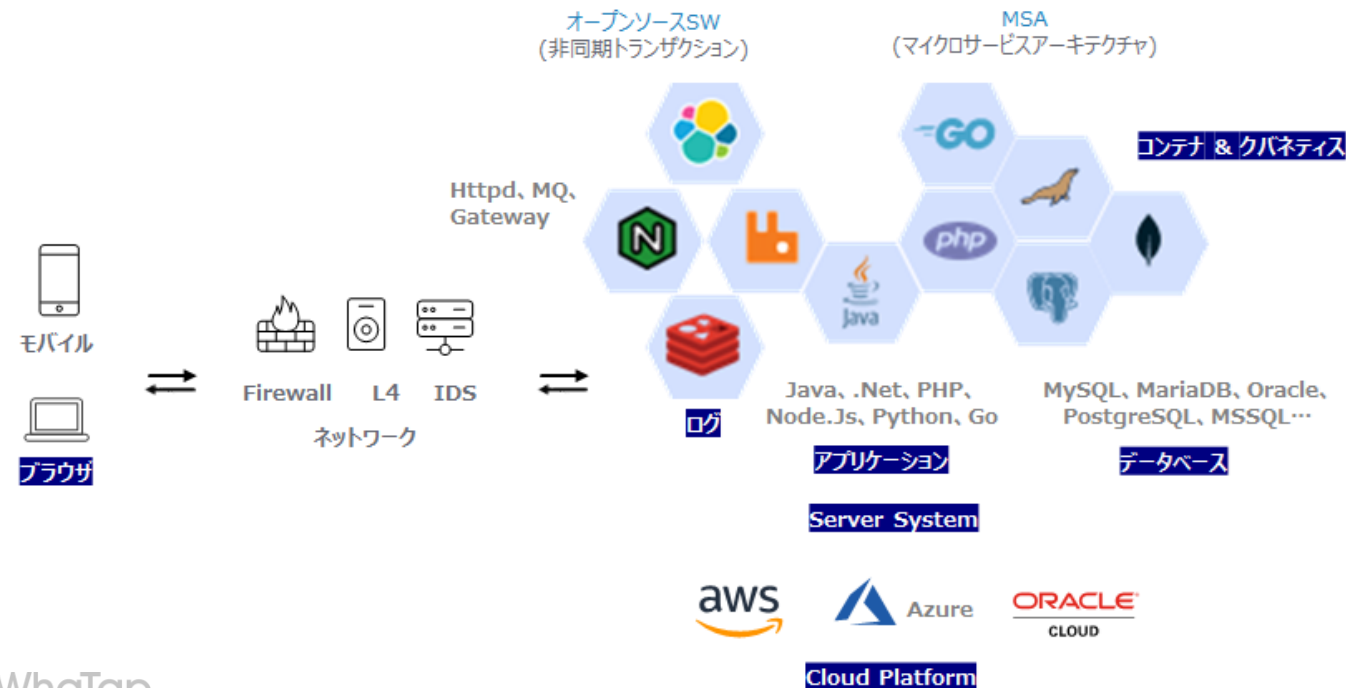 オープンソースSW
(非同期トランザクション)
MSA
(マイクロサービスアーキテクチャ)
GO
コンテナ & クバネティス
Httpd、MQ、
Gateway
N
php
Java
モバイル
ブラウザ
Firewall L4 IDS
ネットワーク
ログ
Java、.Net、PHP、
Node.Js、Python、Go
アプリケーション
MySQL、MariaDB、Oracle、
PostgreSQL、MSSQL…
データベース
Server System
aws
Azure
ORACLE
CLOUD
Cloud Platform
WhaTap